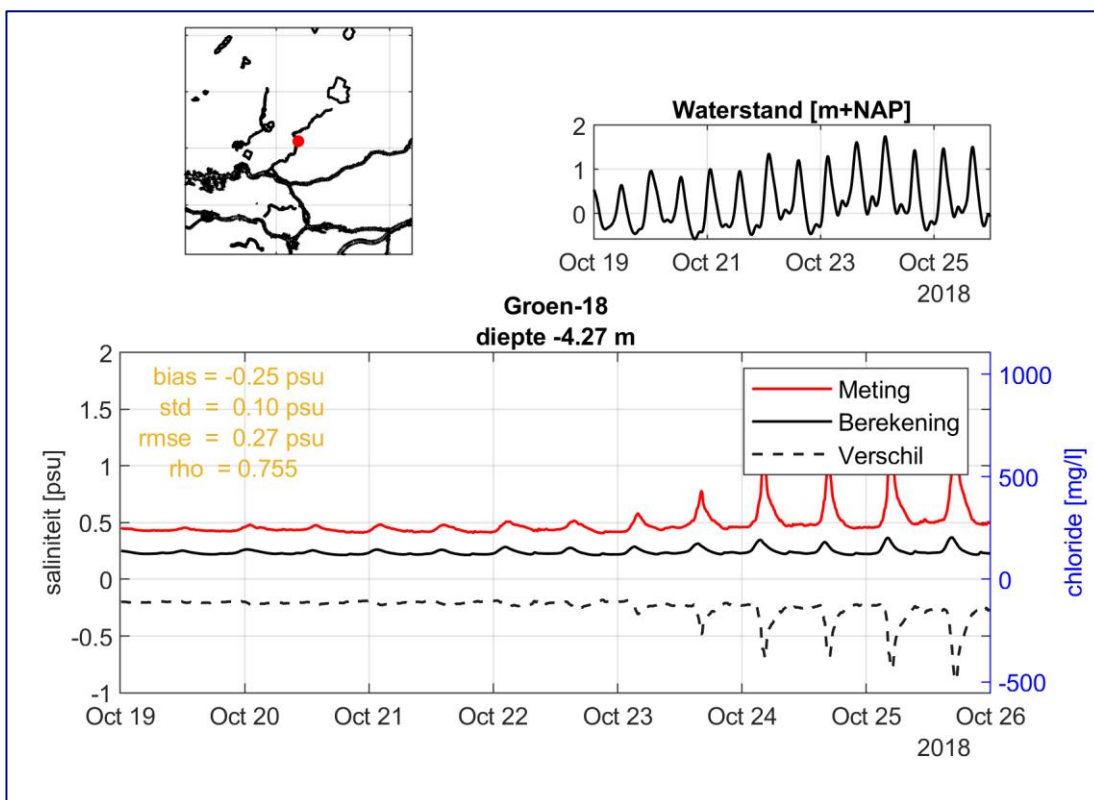 Waterstand [m+NAP]
2
1
0
Oct 19 Oct 21 Oct 23 Oct 25
2018
Groen-18
diepte -4.27 m
bias = -0.25 psu
std = 0.10 psu
rmse = 0.27 psu
rho = 0.755
Meting
Berekening
Verschil
saliniteit [psu]
2
1.5
1
0.5
0
-0.5
-1
chloride [mg/l]
1000
500
0
-500
Oct 19 Oct 20 Oct 21 Oct 22 Oct 23 Oct 24 Oct 25 Oct 26
2018